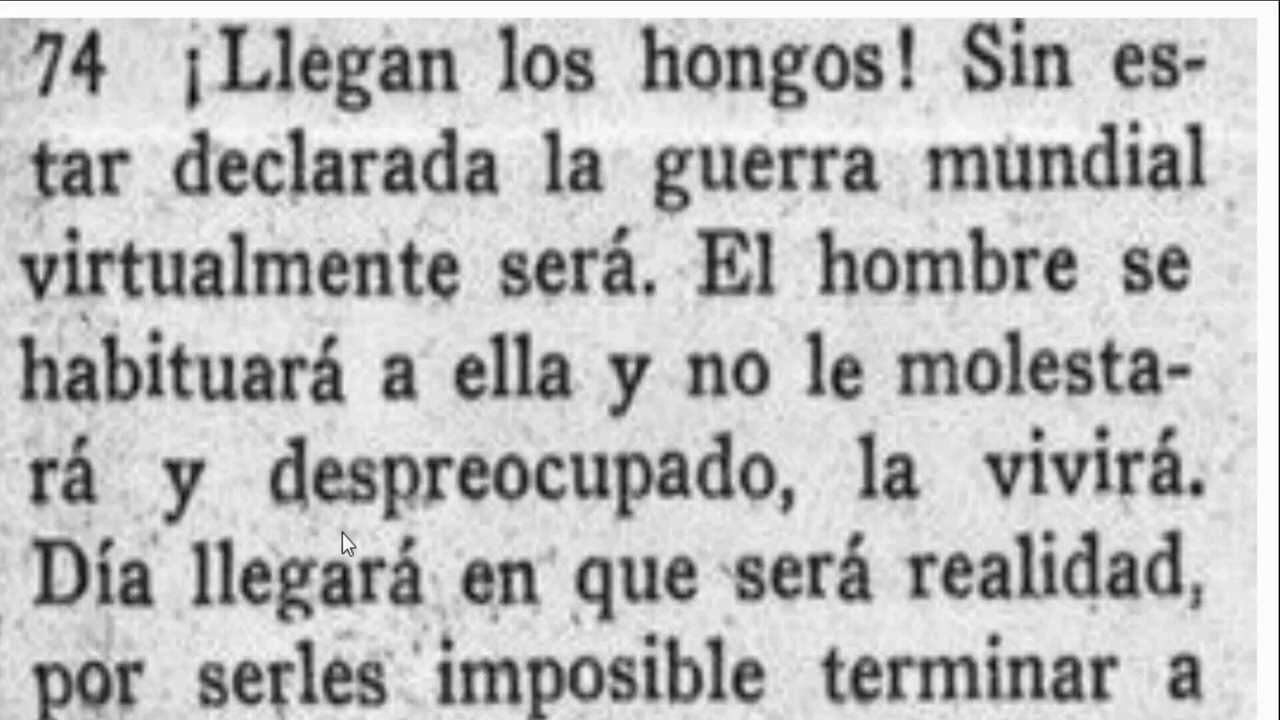 74 ¡Llegan los hongos! Sin es-
tar declarada la guerra mundial
virtualmente será. El hombre se
habituará a ella y no le molesta-
rá y despreocupado, la vivirá.
Día llegará en que será realidad,
por serles imposible terminar a